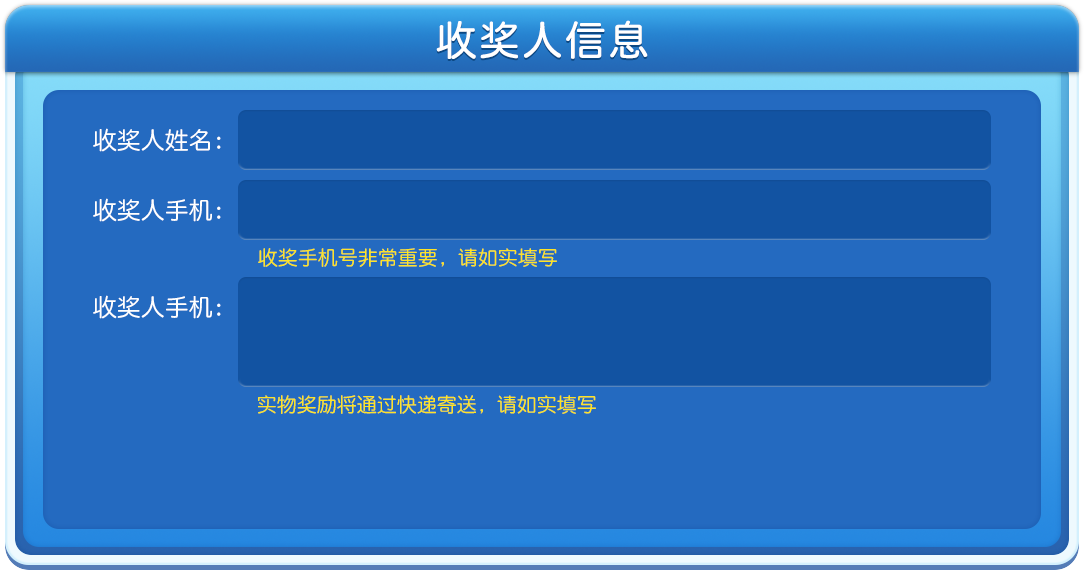 收奖人信息
收奖人姓名：
收奖人手机：
收奖手机号非常重要，请如实填写
收奖人手机：
实物奖励将通过快递寄送，请如实填写